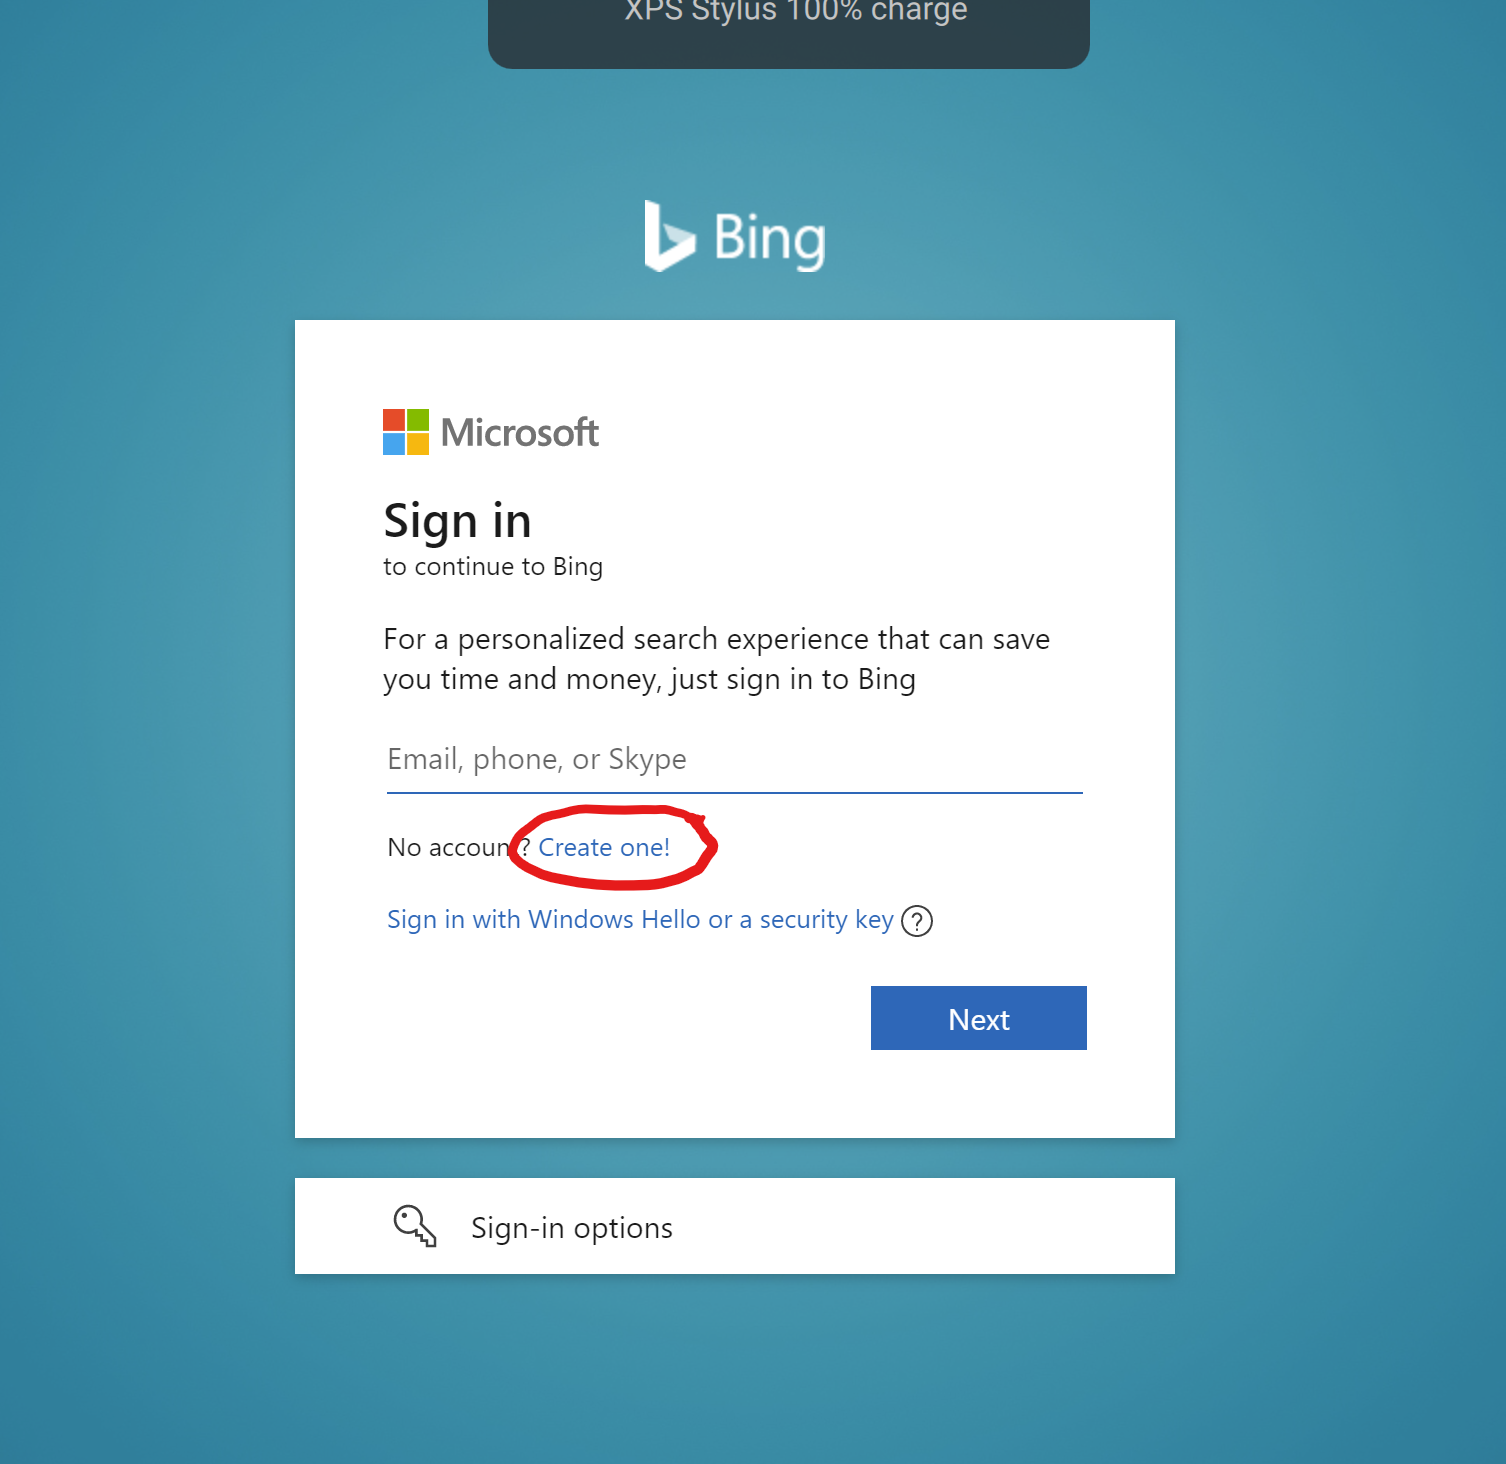 XPS Stylus 100% charge
Bing
Microsoft
Sign in
to continue to Bing
For a personalized search experience that can save
you time and money, just sign in to Bing
Email, phone, or Skype
No account? Create one!
Sign in with Windows Hello or a security key ?
Next
Sign-in options